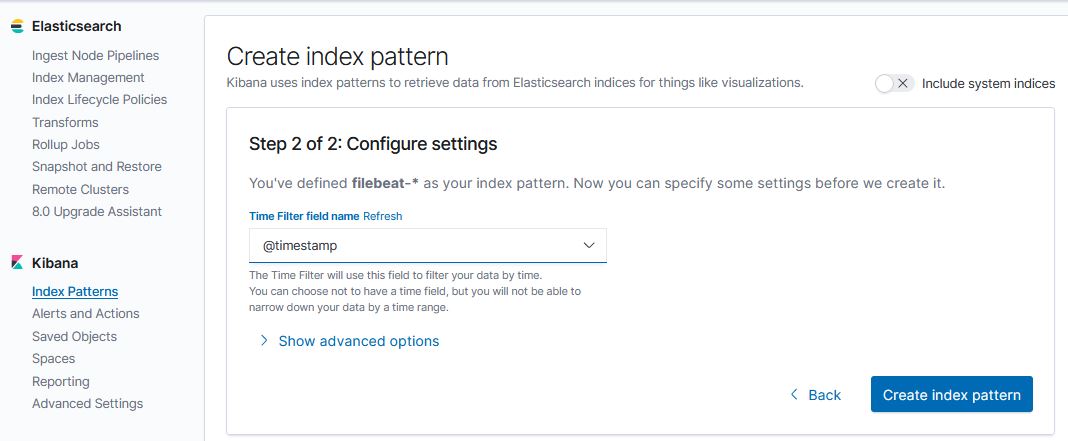 Elasticsearch
Ingest Node Pipelines
Index Management
Index Lifecycle Policies
Transforms
Rollup Jobs
Snapshot and Restore
Remote Clusters
8.0 Upgrade Assistant
Kibana
Index Patterns
Alerts and Actions
Saved Objects
Spaces
Reporting
Advanced Settings
Create index pattern
Kibana uses index patterns to retrieve data from Elasticsearch indices for things like visualizations.
Include system indices
Step 2 of 2: Configure settings
You've defined filebeat-* as your index pattern. Now you can specify some settings before we create it.
Time Filter field name Refresh
@timestamp
The Time Filter will use this field to filter your data by time.
You can choose not to have a time field, but you will not be able to
narrow down your data by a time range.
Show advanced options
Back
Create index pattern